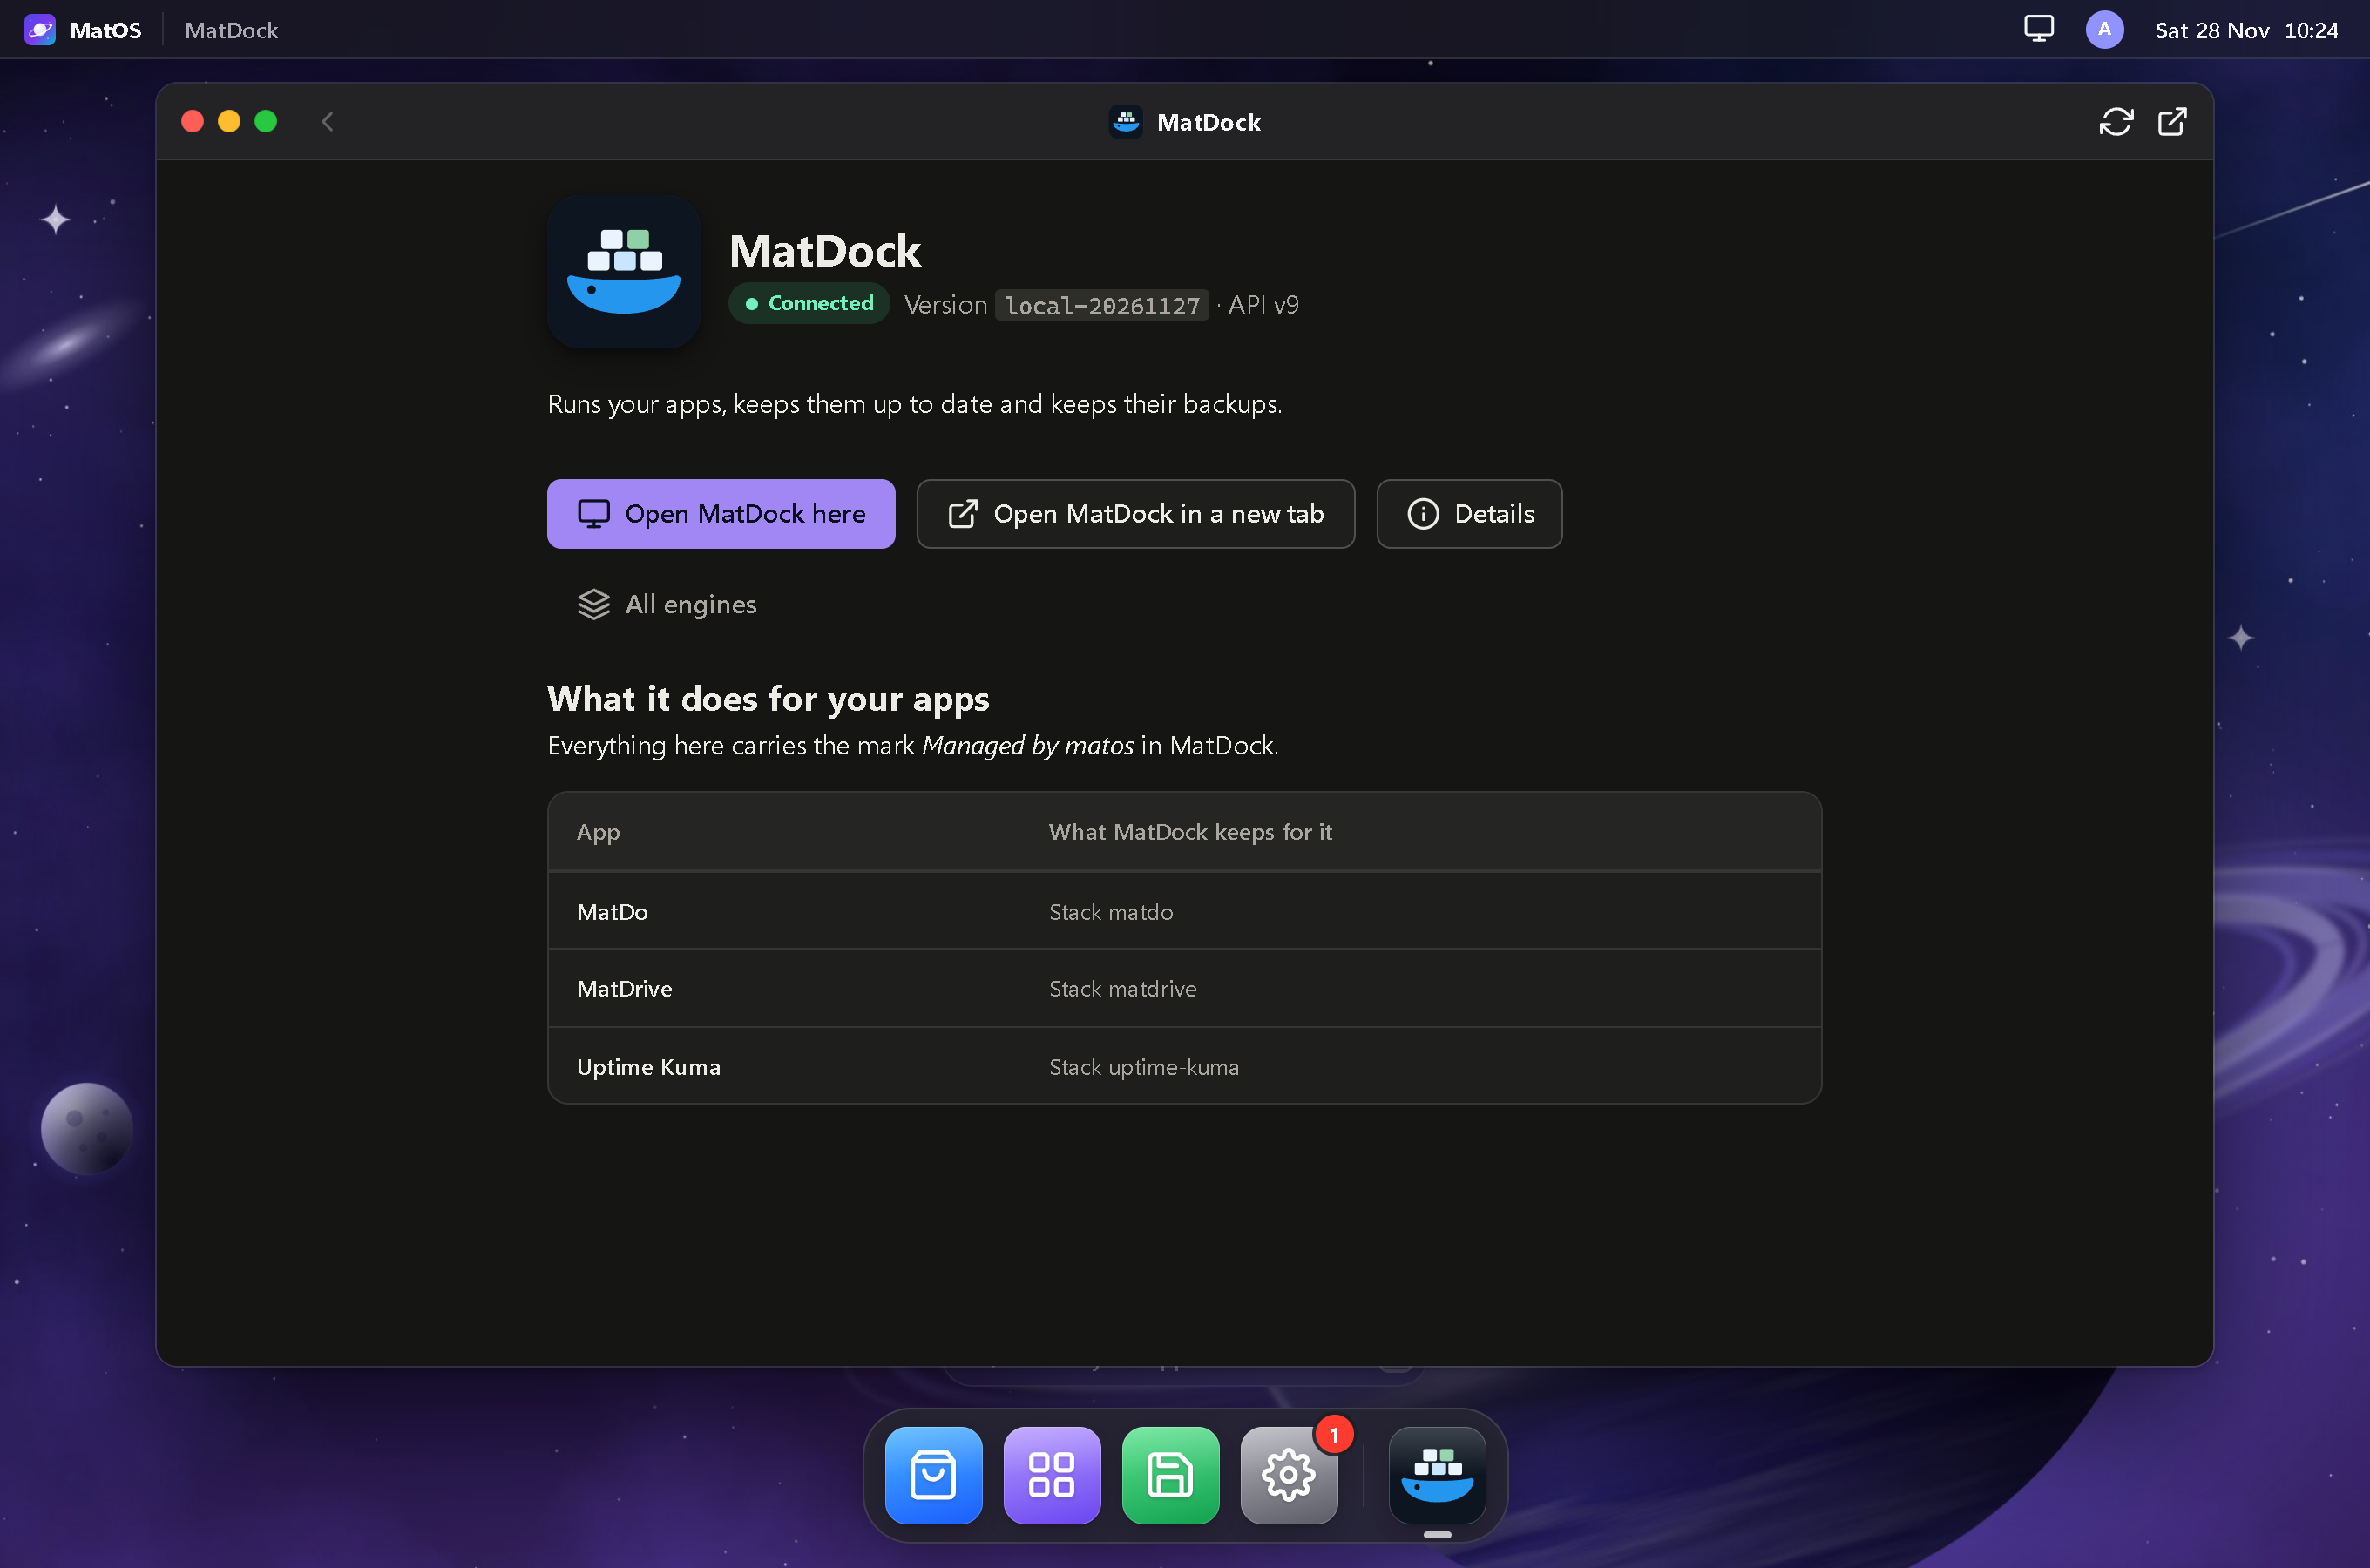 MatOS
MatDock
A
Sat 28 Nov 10:24
MatDock
MatDock
Connected
Version local-20261127 · API v9
Runs your apps, keeps them up to date and keeps their backups.
Open MatDock here
Open MatDock in a new tab
Details
All engines
What it does for your apps
Everything here carries the mark Managed by matos in MatDock.
App
What MatDock keeps for it
MatDo
Stack matdo
MatDrive
Stack matdrive
Uptime Kuma
Stack uptime-kuma
1